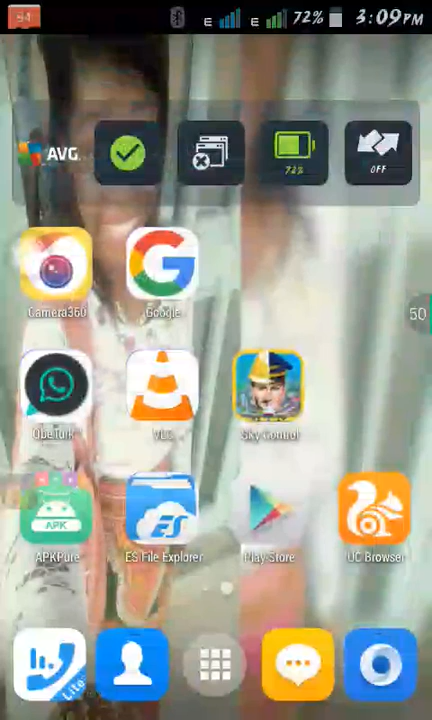 54 E E 72% 3:09PM
AVG 72% OFF
50
Camera360 Google
VLC Sky Control
APK
ES
APKPure ES File Explorer Play Store UC Browser
Lite